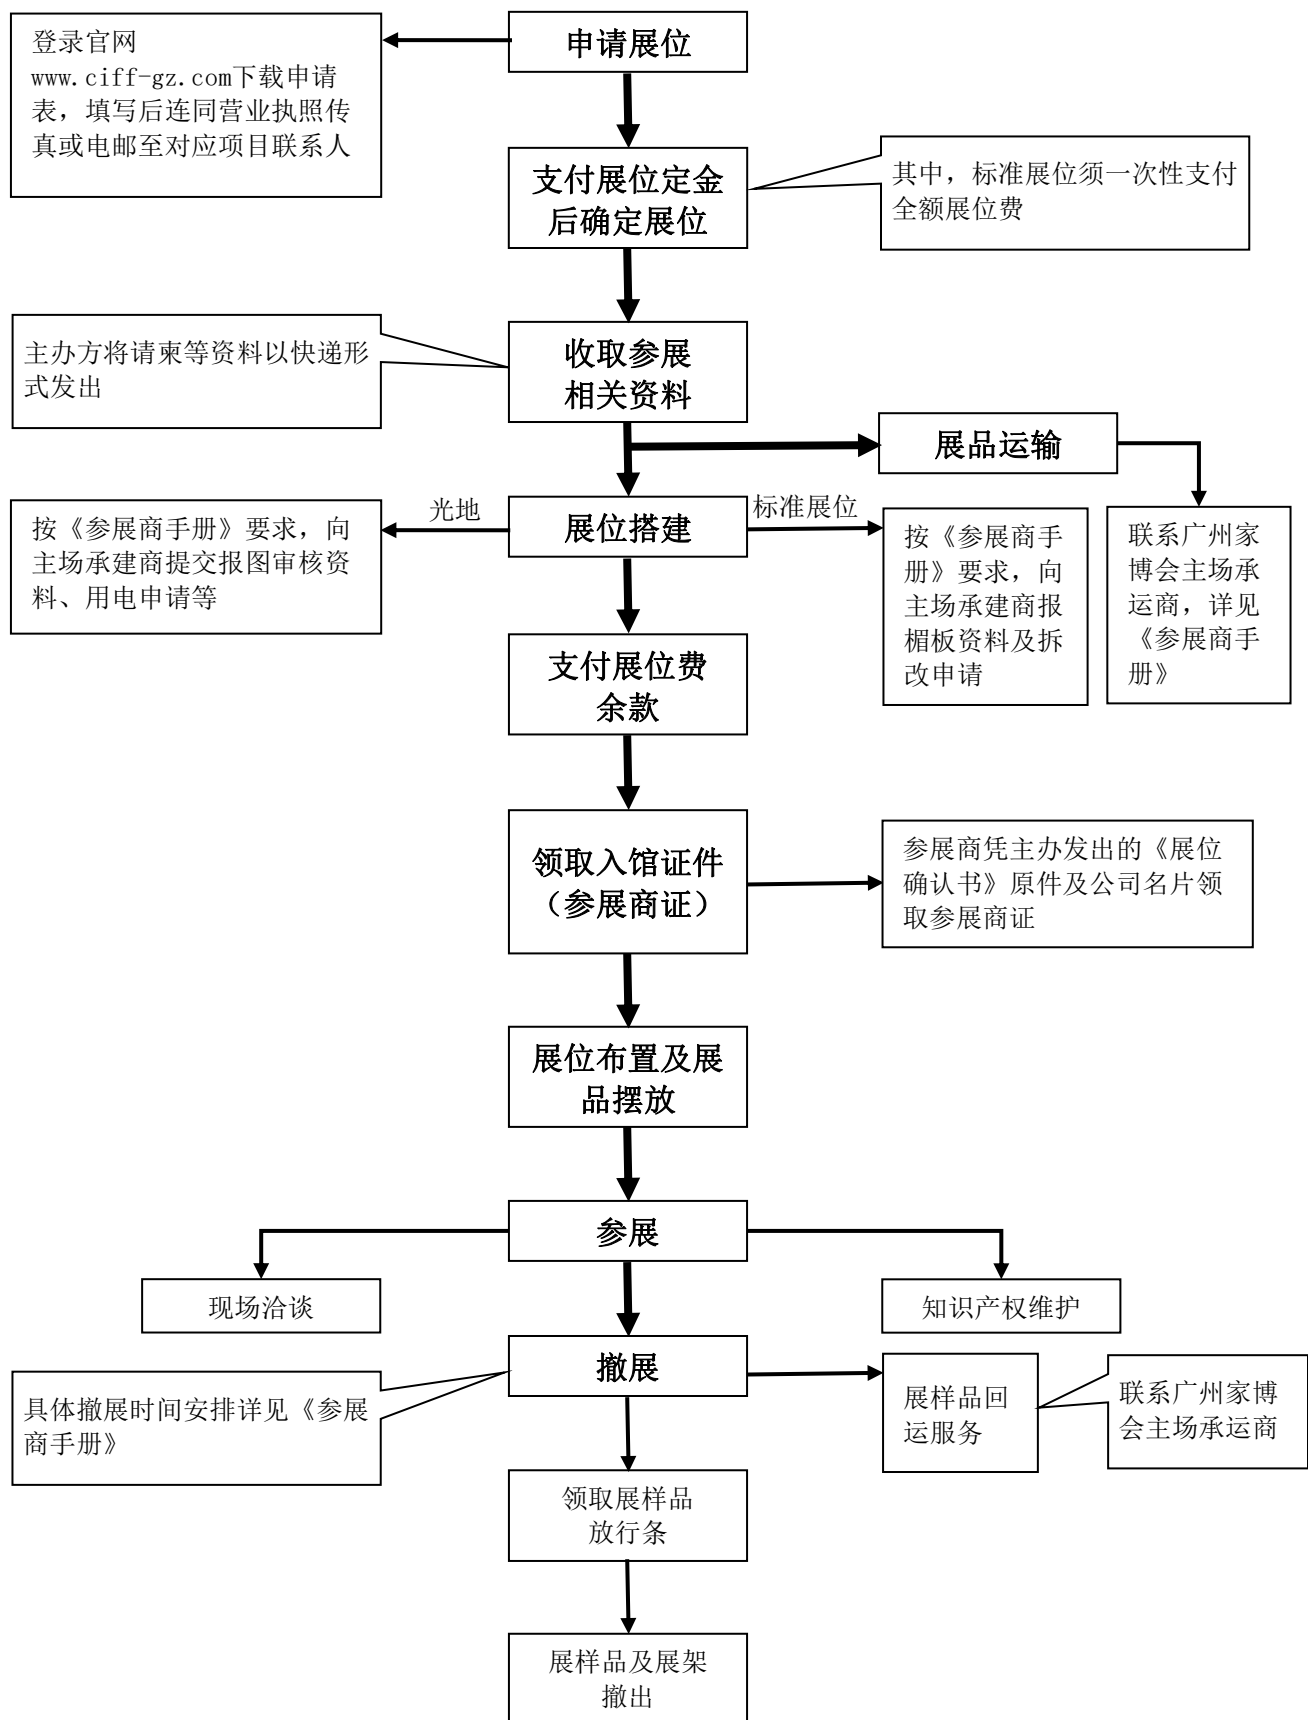 申请展位
登录官网
www.ciff-gz.com下载申请
表，填写后连同营业执照传
真或电邮至对应项目联系人
支付展位定金
后确定展位
其中，标准展位须一次性支付
全额展位费
收取参展
相关资料
主办方将请柬等资料以快递形
式发出
展品运输
联系广州家
博会主场承
运商，详见
《参展商手
册》
展位搭建
光地
按《参展商手册》要求，向
主场承建商提交报图审核资
料、用电申请等
标准展位
按《参展商手
册》要求，向
主场承建商报
楣板资料及拆
改申请
支付展位费
余款
领取入馆证件
（参展商证）
参展商凭主办发出的《展位
确认书》原件及公司名片领
取参展商证
展位布置及展
品摆放
参展
现场洽谈
知识产权维护
撤展
具体撤展时间安排详见《参展
商手册》
展样品回
运服务
联系广州家博
会主场承运商
领取展样品
放行条
展样品及展架
撤出